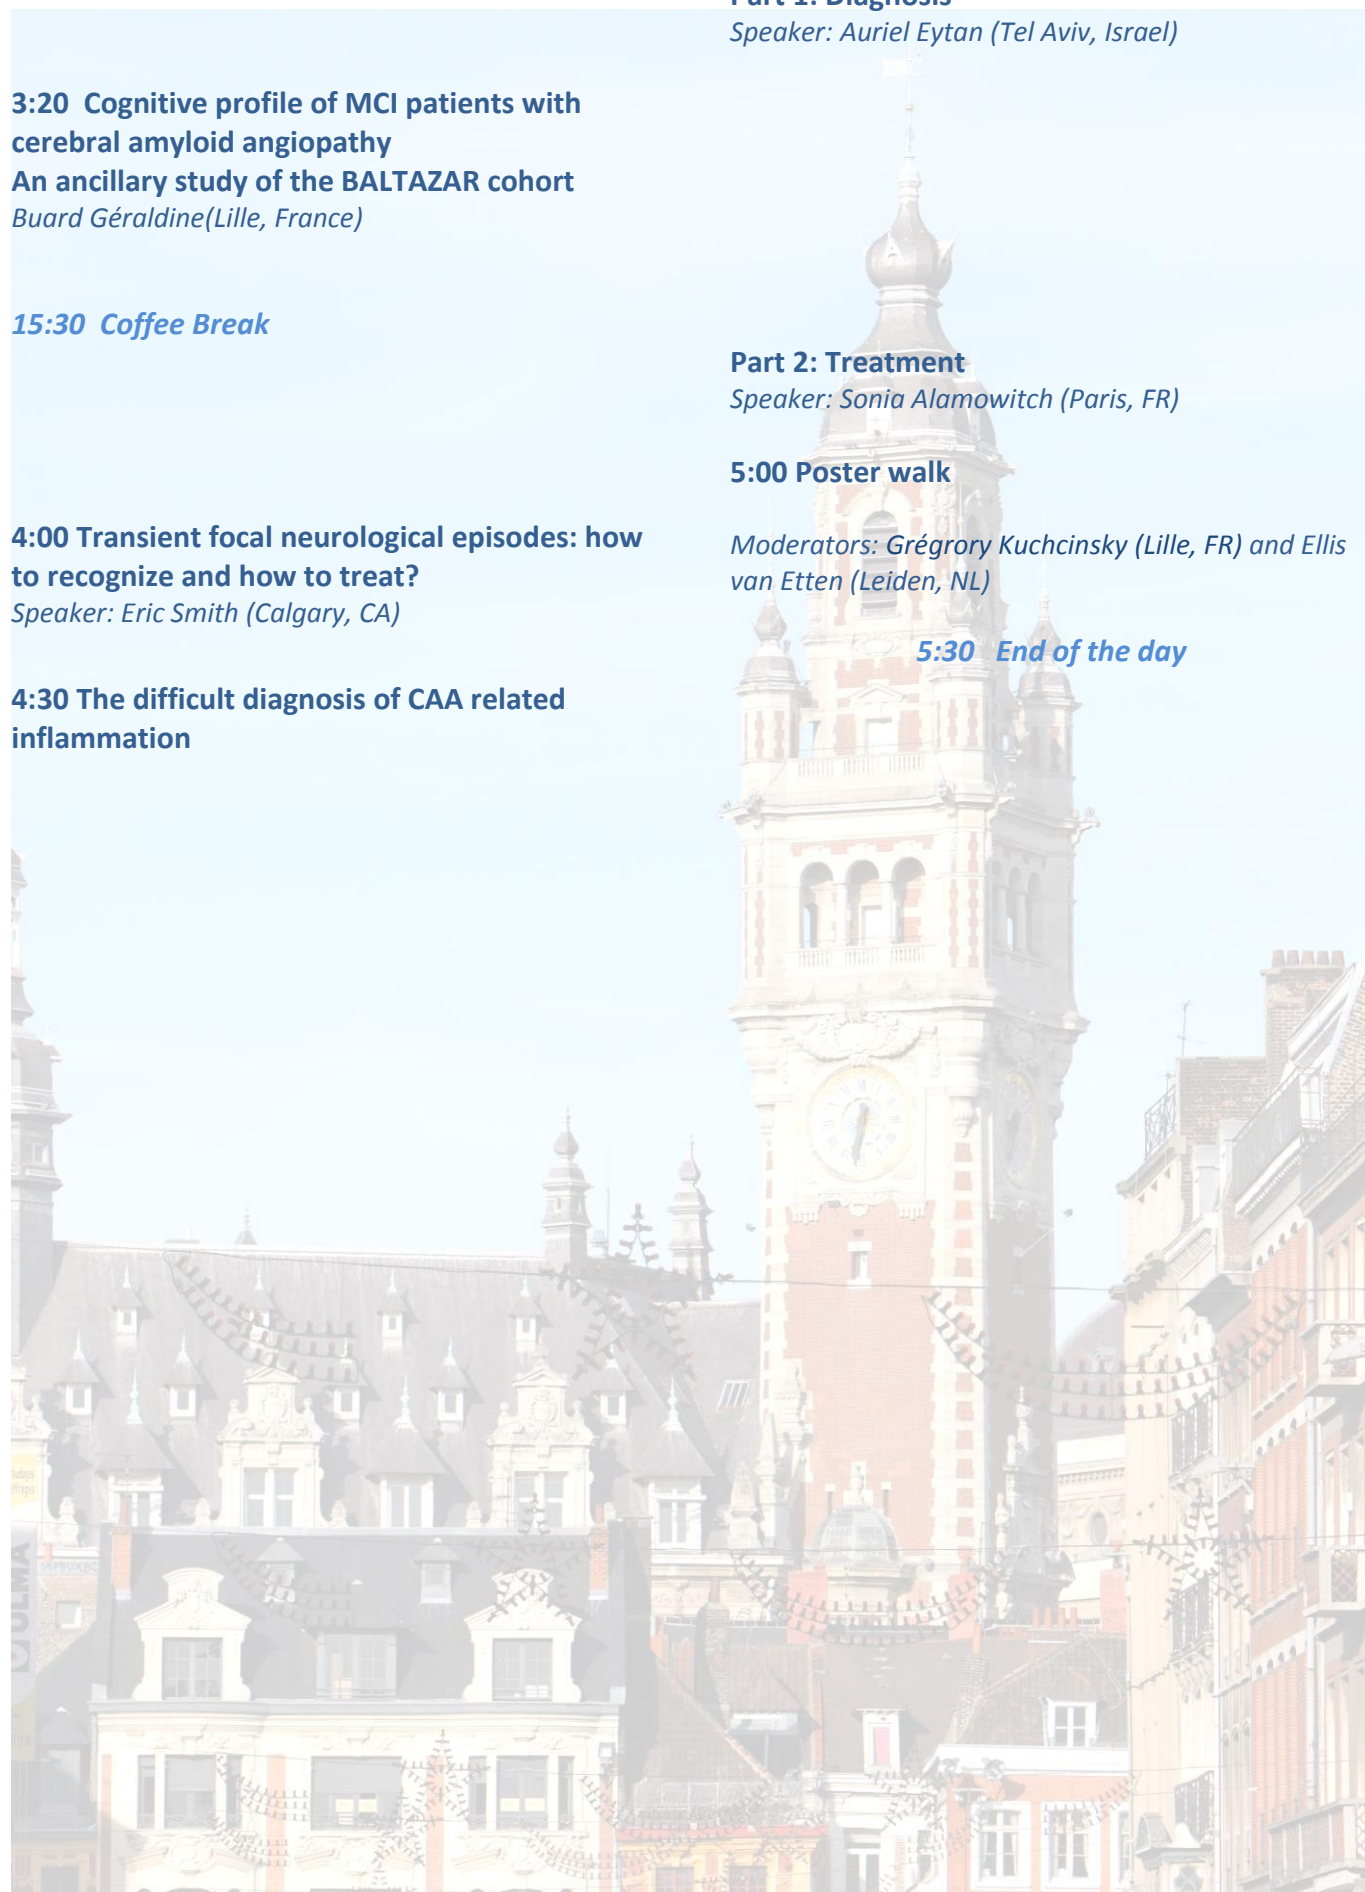 3:20 Cognitive profile of MCI patients with
cerebral amyloid angiopathy
An ancillary study of the BALTAZAR cohort
Buard Géraldine(Lille, France)
15:30 Coffee Break
4:00 Transient focal neurological episodes: how
to recognize and how to treat?
Speaker: Eric Smith (Calgary, CA)
4:30 The difficult diagnosis of CAA related
inflammation
Part 1: Diagnosis
Speaker: Auriel Eytan (Tel Aviv, Israel)
Part 2: Treatment
Speaker: Sonia Alamowitch (Paris, FR)
5:00 Poster walk
Moderators: Grégrory Kuchcinsky (Lille, FR) and Ellis
van Etten (Leiden, NL)
5:30 End of the day